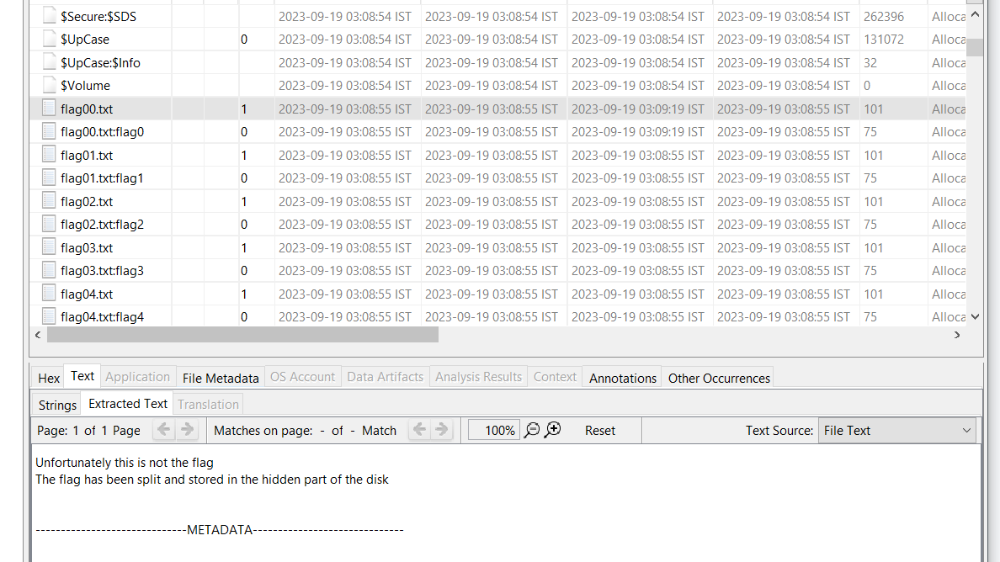 $Secure:$SDS 2023-09-19 03:08:54 IST 2023-09-19 03:08:54 IST 2023-09-19 03:08:54 IST 2023-09-19 03:08:54 IST 262396 Alloca
$UpCase 0 2023-09-19 03:08:54 IST 2023-09-19 03:08:54 IST 2023-09-19 03:08:54 IST 2023-09-19 03:08:54 IST 131072 Alloca
$UpCase:$Info 2023-09-19 03:08:54 IST 2023-09-19 03:08:54 IST 2023-09-19 03:08:54 IST 2023-09-19 03:08:54 IST 32 Alloca
$Volume 2023-09-19 03:08:54 IST 2023-09-19 03:08:54 IST 2023-09-19 03:08:54 IST 2023-09-19 03:08:54 IST 0 Alloca
flag00.txt 1 2023-09-19 03:08:55 IST 2023-09-19 03:08:55 IST 2023-09-19 03:09:19 IST 2023-09-19 03:08:55 IST 101 Alloca
flag00.txt:flag0 0 2023-09-19 03:08:55 IST 2023-09-19 03:08:55 IST 2023-09-19 03:09:19 IST 2023-09-19 03:08:55 IST 75 Alloca
flag01.txt 1 2023-09-19 03:08:55 IST 2023-09-19 03:08:55 IST 2023-09-19 03:08:55 IST 2023-09-19 03:08:55 IST 101 Alloca
flag01.txt:flag1 0 2023-09-19 03:08:55 IST 2023-09-19 03:08:55 IST 2023-09-19 03:08:55 IST 2023-09-19 03:08:55 IST 75 Alloca
flag02.txt 1 2023-09-19 03:08:55 IST 2023-09-19 03:08:55 IST 2023-09-19 03:08:55 IST 2023-09-19 03:08:55 IST 101 Alloca
flag02.txt:flag2 0 2023-09-19 03:08:55 IST 2023-09-19 03:08:55 IST 2023-09-19 03:08:55 IST 2023-09-19 03:08:55 IST 75 Alloca
flag03.txt 1 2023-09-19 03:08:55 IST 2023-09-19 03:08:55 IST 2023-09-19 03:08:55 IST 2023-09-19 03:08:55 IST 101 Alloca
flag03.txt:flag3 0 2023-09-19 03:08:55 IST 2023-09-19 03:08:55 IST 2023-09-19 03:08:55 IST 2023-09-19 03:08:55 IST 75 Alloca
flag04.txt 1 2023-09-19 03:08:55 IST 2023-09-19 03:08:55 IST 2023-09-19 03:08:55 IST 2023-09-19 03:08:55 IST 101 Alloca
flag04.txt:flag4 0 2023-09-19 03:08:55 IST 2023-09-19 03:08:55 IST 2023-09-19 03:08:55 IST 2023-09-19 03:08:55 IST 75 Alloca
Hex Text Application File Metadata OS Account Data Artifacts Analysis Results Context Annotations Other Occurrences
Strings Extracted Text Translation
Page: 1 of 1 Page Matches on page: - of - Match 100% Reset Text Source: File Text
Unfortunately this is not the flag
The flag has been split and stored in the hidden part of the disk
------------------------------METADATA------------------------------